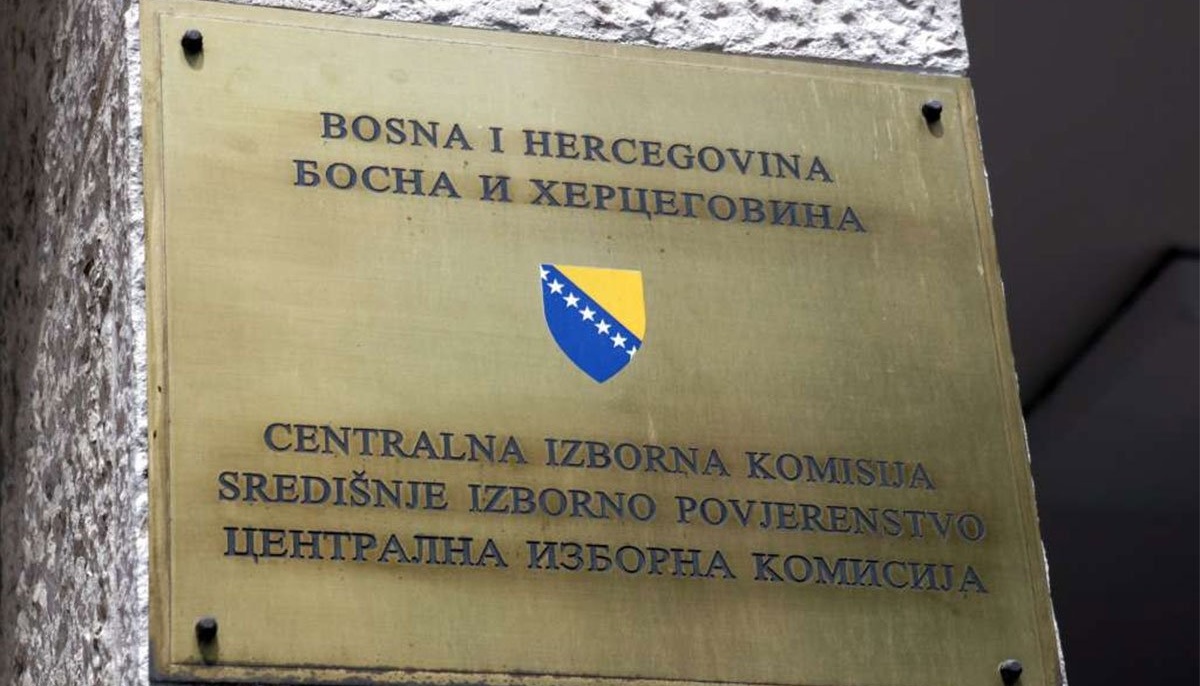 BOSNA I HERCEGOVINA
БОСНА И ХЕРЦЕГОВИНА
CENTRALNA IZBORNA KOMISIJA
SREDIŠNJE IZBORNO POVJERENSTVO
ЦЕНТРАЛНА ИЗБОРНА КОМИСИЈА